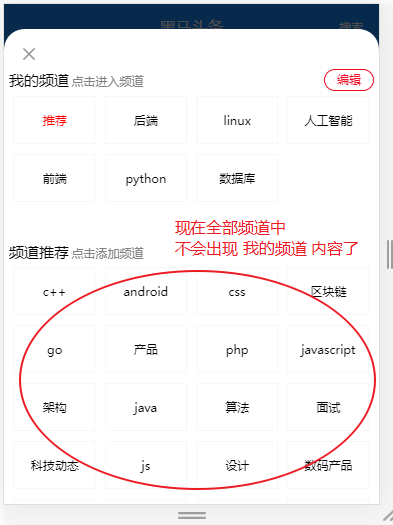 黑马头条 搜索
我的频道 点击进入频道 编辑
推荐 后端 linux 人工智能
前端 python 数据库
现在全部频道中
不会出现 我的频道 内容了
频道推荐 点击添加频道
c++ android css 区块链
go 产品 php javascript
架构 java 算法 面试
科技动态 js 设计 数码产品